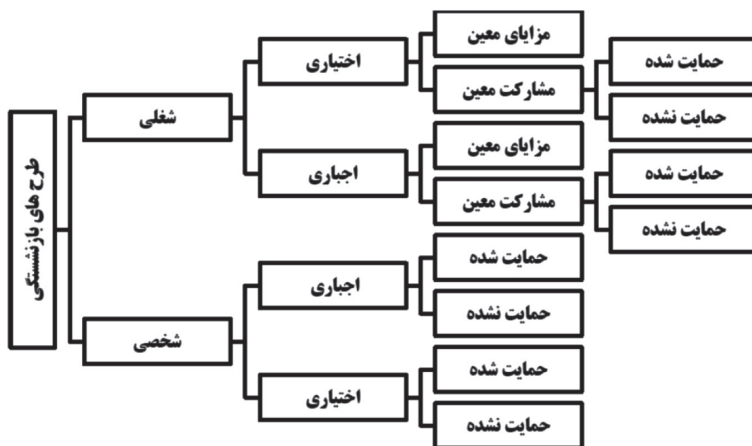 طرح های بازنشستگی
شغلی
اختیاری
مزایای معین
مشارکت معین
حمایت شده
حمایت نشده
اجباری
مزایای معین
مشارکت معین
حمایت شده
حمایت نشده
شخصی
اجباری
حمایت شده
حمایت نشده
اختیاری
حمایت شده
حمایت نشده